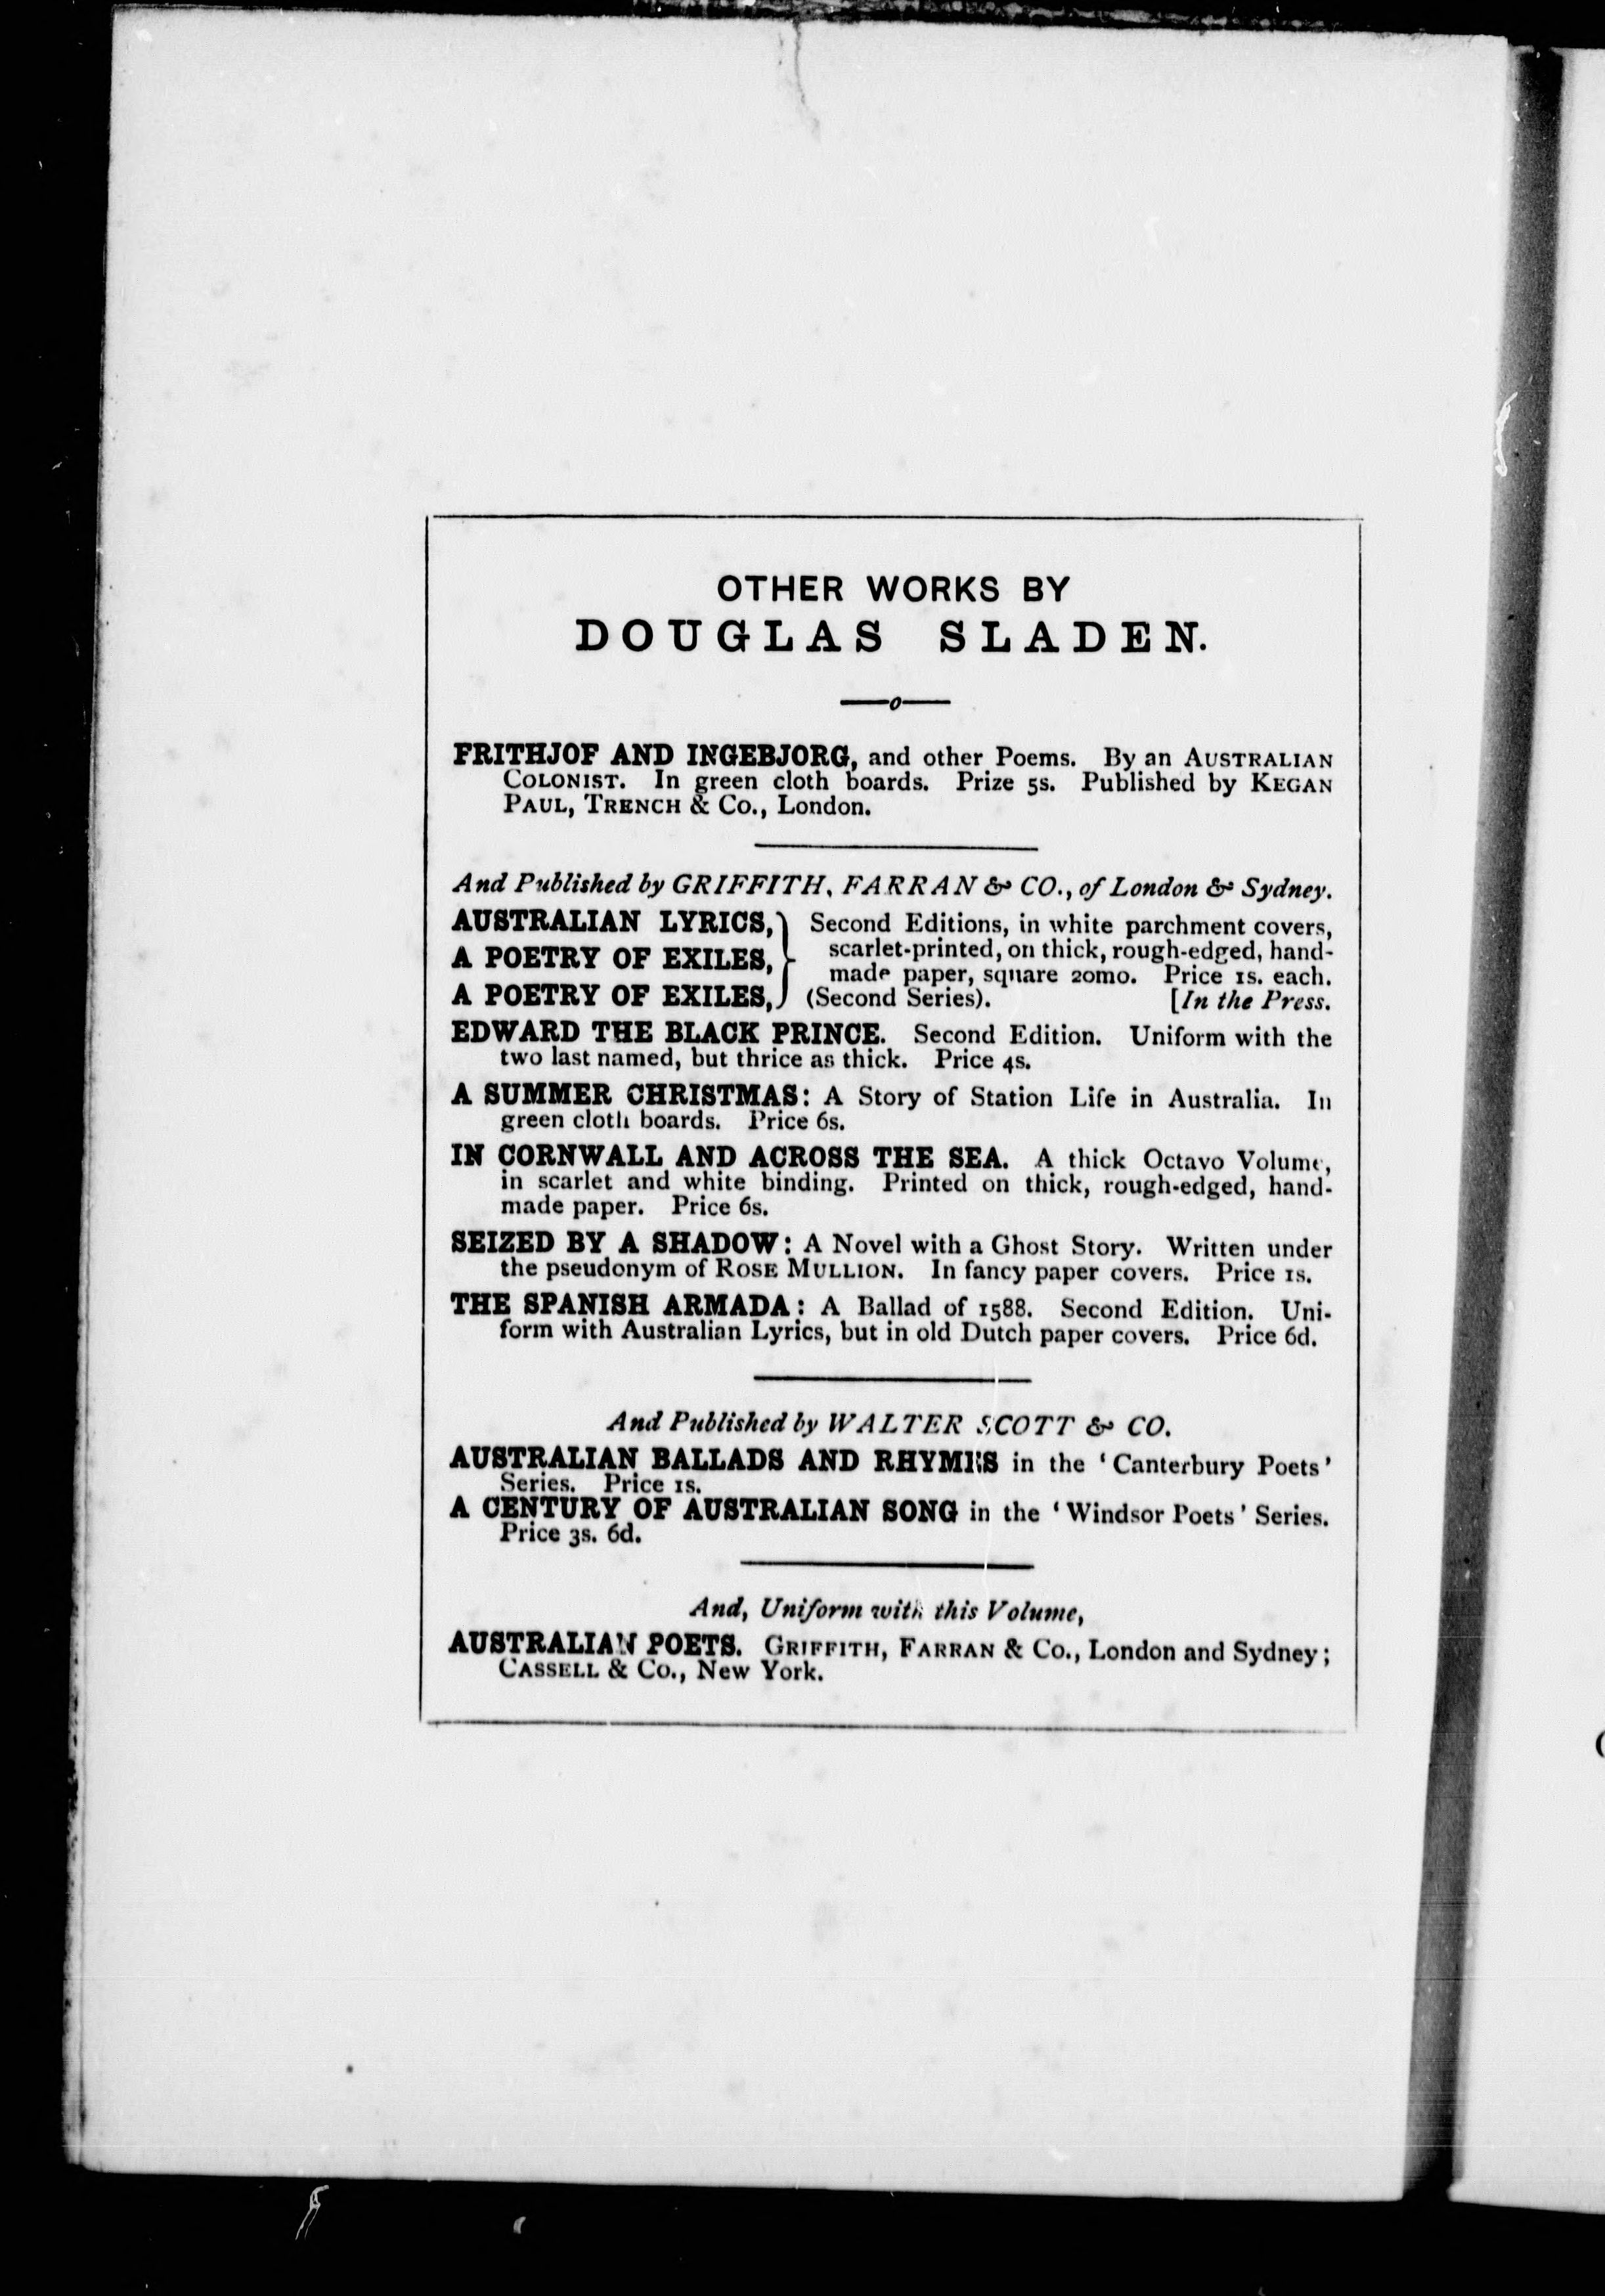 OTHER WORKS BY
DOUGLAS SLADEN.
FRITHJOF AND INGEBJORG, and other Poems. By an AUSTRALIAN
COLONIST. In green cloth boards. Prize 5s. Published by KEGAN
PAUL, TRENCH & Co., London.
And Published by GRIFFITH, FARRAN & CO., of London & Sydney.
AUSTRALIAN LYRICS, } Second Editions, in white parchment covers,
A POETRY OF EXILES, scarlet-printed, on thick, rough-edged, hand-
made paper, square 20mo. Price 1s. each.
A POETRY OF EXILES, (Second Series). [In the Press.
EDWARD THE BLACK PRINCE. Second Edition. Uniform with the
two last named, but thrice as thick. Price 4s.
A SUMMER CHRISTMAS: A Story of Station Life in Australia. In
green cloth boards. Price 6s.
IN CORNWALL AND ACROSS THE SEA. A thick Octavo Volume,
in scarlet and white binding. Printed on thick, rough-edged, hand-
made paper. Price 6s.
SEIZED BY A SHADOW: A Novel with a Ghost Story. Written under
the pseudonym of ROSE MULLION. In fancy paper covers. Price 1s.
THE SPANISH ARMADA: A Ballad of 1588. Second Edition. Uni-
form with Australian Lyrics, but in old Dutch paper covers. Price 6d.
And Published by WALTER SCOTT & CO.
AUSTRALIAN BALLADS AND RHYMES in the 'Canterbury Poets'
Series. Price 1s.
A CENTURY OF AUSTRALIAN SONG in the 'Windsor Poets' Series.
Price 3s. 6d.
And, Uniform with this Volume,
AUSTRALIAN POETS. GRIFFITH, FARRAN & Co., London and Sydney;
CASSELL & Co., New York.